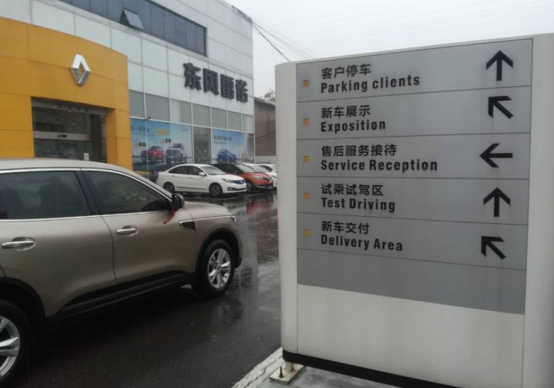 东风雷诺
客户停车
Parking clients
新车展示
Exposition
售后服务接待
Service Reception
试乘试驾区
Test Driving
新车交付
Delivery Area